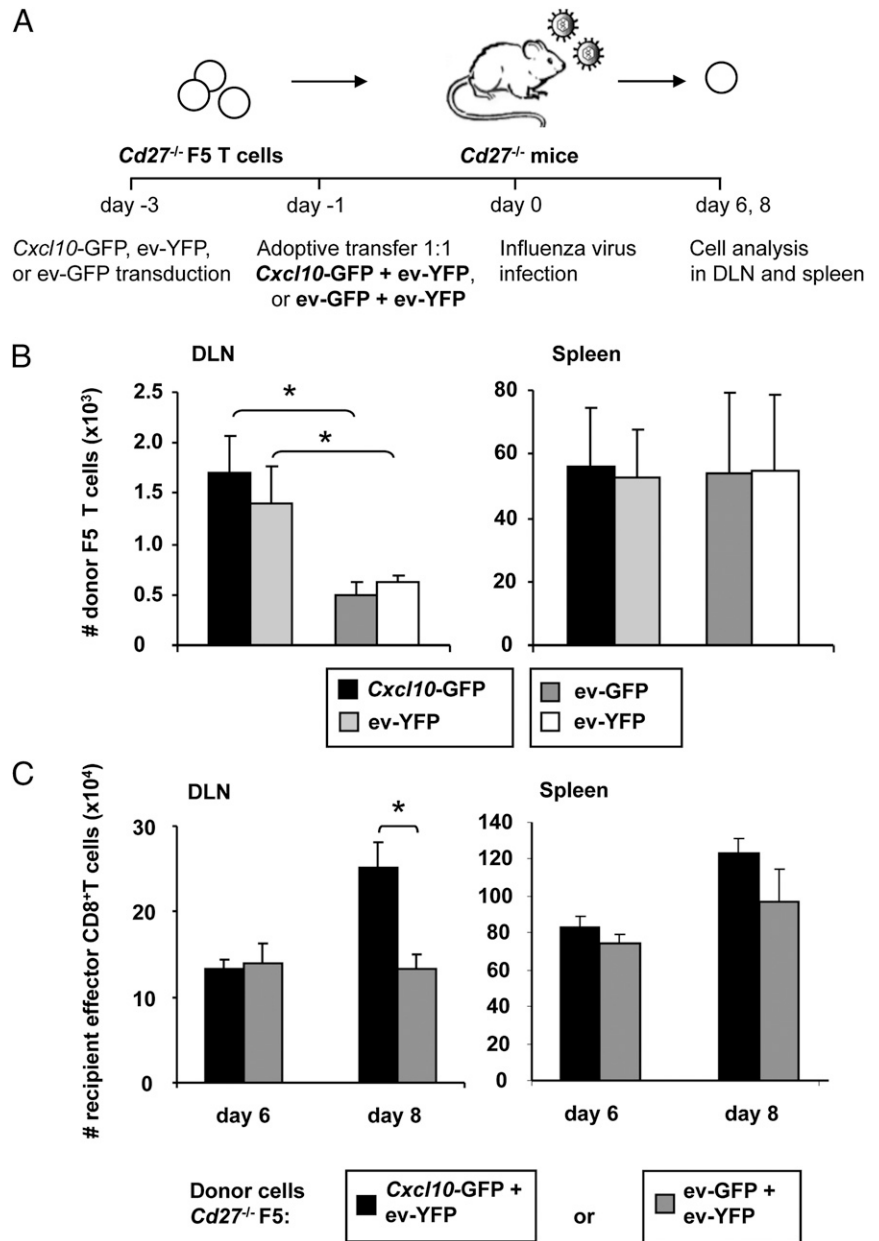 A
Cd27-/- F5 T cells
Cd27-/- mice
day -3
day -1
day 0
day 6, 8
Cxcl10-GFP, ev-YFP,
or ev-GFP transduction
Adoptive transfer 1:1
Cxcl10-GFP + ev-YFP,
or ev-GFP + ev-YFP
Influenza virus
infection
Cell analysis
in DLN and spleen
B
DLN
# donor F5 T cells (x10³)
2.5
2.0
1.5
1.0
0.5
0
*
*
Spleen
80
60
40
20
0
Cxcl10-GFP
ev-YFP
ev-GFP
ev-YFP
C
DLN
# recipient effector CD8⁺T cells (x10⁴)
30
20
10
0
*
day 6
day 8
Spleen
140
120
100
80
60
40
20
0
day 6
day 8
Donor cells
Cd27-/- F5:
Cxcl10-GFP +
ev-YFP
or
ev-GFP +
ev-YFP